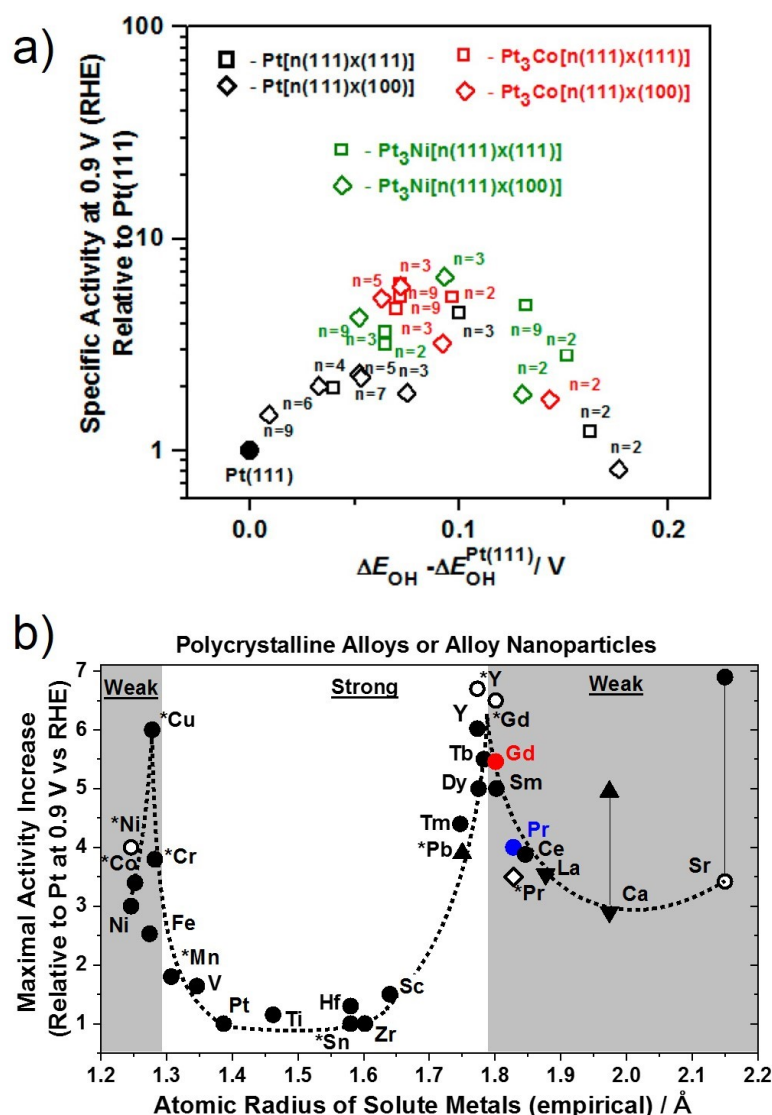 a)
Specific Activity at 0.9 V (RHE)
Relative to Pt(111)
100
10
1
- Pt[n(111)x(111)]
- Pt[n(111)x(100)]
- Pt₃Co[n(111)x(111)]
- Pt₃Co[n(111)x(100)]
- Pt₃Ni[n(111)x(111)]
- Pt₃Ni[n(111)x(100)]
n=3
n=3
n=5
n=9
n=2
n=9
n=9
n=3
n=3
n=3
n=9
n=2
n=2
n=4
n=5
n=3
n=2
n=2
n=6
n=7
n=2
n=9
n=2
Pt(111)
0.0
0.1
0.2
ΔE_OH -ΔE_OH^Pt(111)/ V
b)
Polycrystalline Alloys or Alloy Nanoparticles
Maximal Activity Increase
(Relative to Pt at 0.9 V vs RHE)
7
6
5
4
3
2
1
Weak
Strong
Weak
*Y
*Cu
Y
*Gd
Tb
Gd
Dy
Sm
*Ni
Tm
Pr
*Co
*Cr
*Pb
Ce
La
*Pr
Sr
Ca
Ni
Fe
*Mn
V
Pt
Ti
Hf
Sc
*Sn
Zr
1.2 1.3 1.4 1.5 1.6 1.7 1.8 1.9 2.0 2.1 2.2
Atomic Radius of Solute Metals (empirical) / Å